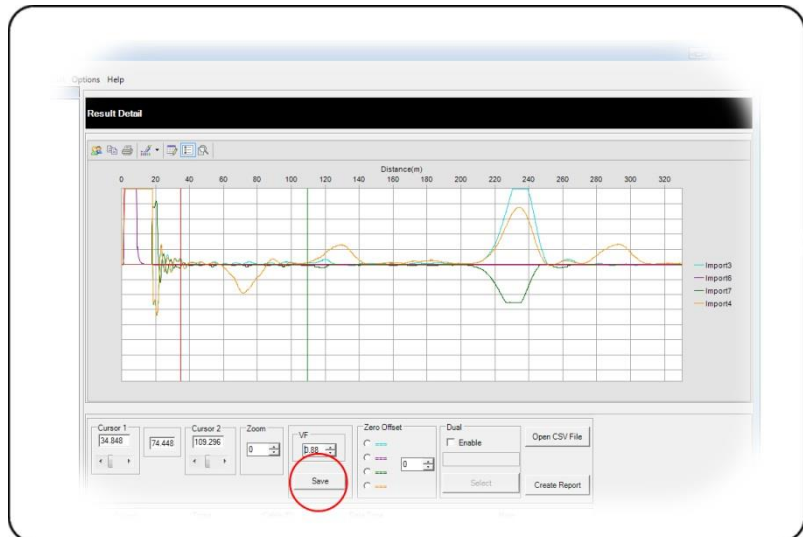 Options Help
Result Detail
Distance(m)
0 20 40 60 80 100 120 140 160 180 200 220 240 260 280 300 320
Import3
Import6
Import7
Import4
Cursor 1
34.848
74.448
Cursor 2
109.296
Zoom
0
VF
0.88
Save
Zero Offset
0
Dual
Enable
Select
Open CSV File
Create Report